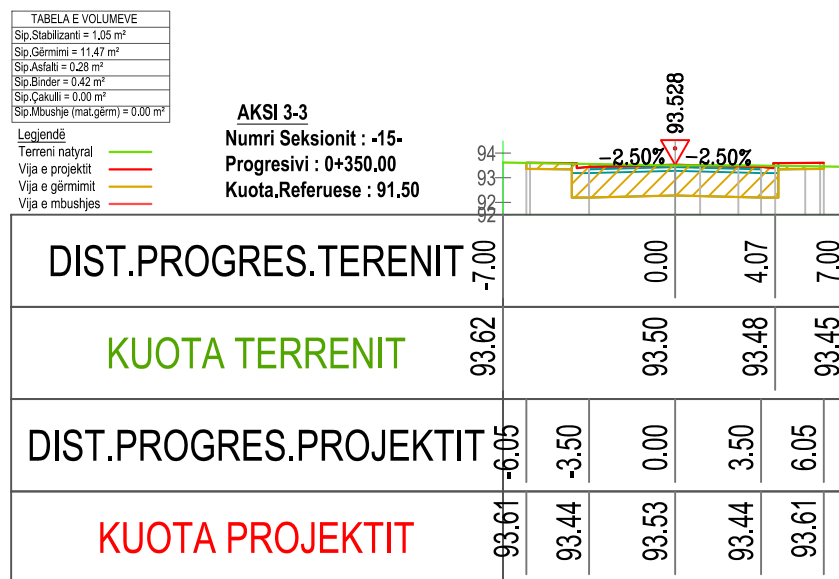 TABELA E VOLUMEVE
Sip.Stabilizanti = 1.05 m²
Sip.Gërmimi = 11.47 m²
Sip.Asfalti = 0.28 m²
Sip.Binder = 0.42 m²
Sip.Çakulli = 0.00 m²
Sip.Mbushje (mat.gërm) = 0.00 m²
Legjendë
Terreni natyral
Vija e projektit
Vija e gërmimit
Vija e mbushjes
AKSI 3-3
Numri Seksionit : -15-
Progresivi : 0+350.00
Kuota.Referuese : 91.50
93.528
-2.50% -2.50%
94
93
92
92
DIST.PROGRES.TERENIT -7.00 0.00 4.07 7.00
KUOTA TERRENIT 93.62 93.50 93.48 93.45
DIST.PROGRES.PROJEKTIT -6.05 -3.50 0.00 3.50 6.05
KUOTA PROJEKTIT 93.61 93.44 93.53 93.44 93.61